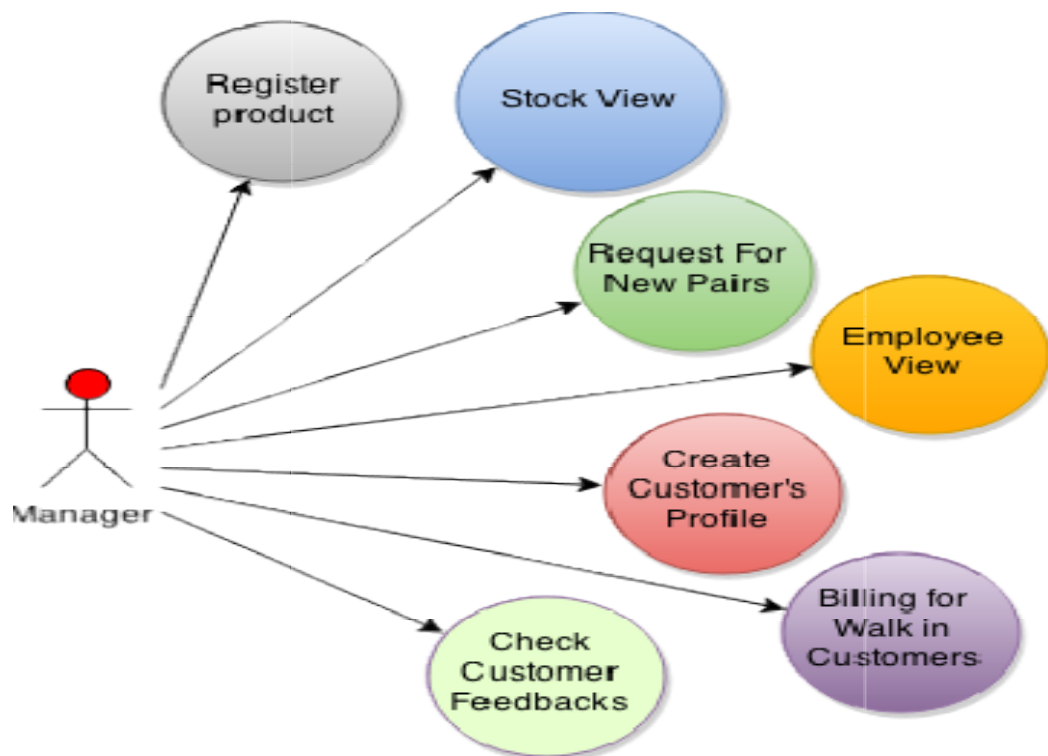 Register
product
Stock View
Request For
New Pairs
Employee
View
Manager
Create
Customer's
Profile
Billing for
Walk in
Customers
Check
Customer
Feedbacks